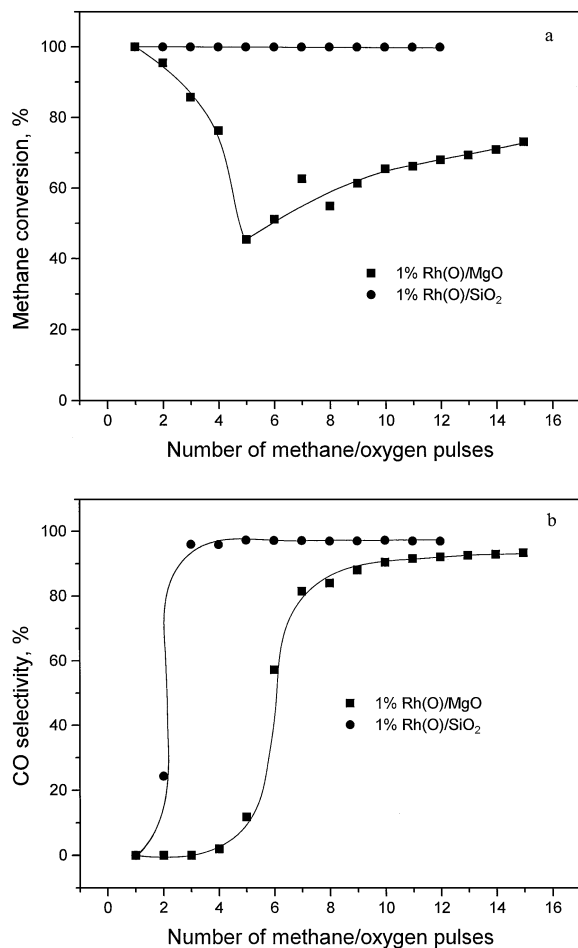 a
Methane conversion, %
100
80
60
40
20
0
1% Rh(O)/MgO
1% Rh(O)/SiO₂
0 2 4 6 8 10 12 14 16
Number of methane/oxygen pulses
b
CO selectivity, %
100
80
60
40
20
0
1% Rh(O)/MgO
1% Rh(O)/SiO₂
0 2 4 6 8 10 12 14 16
Number of methane/oxygen pulses